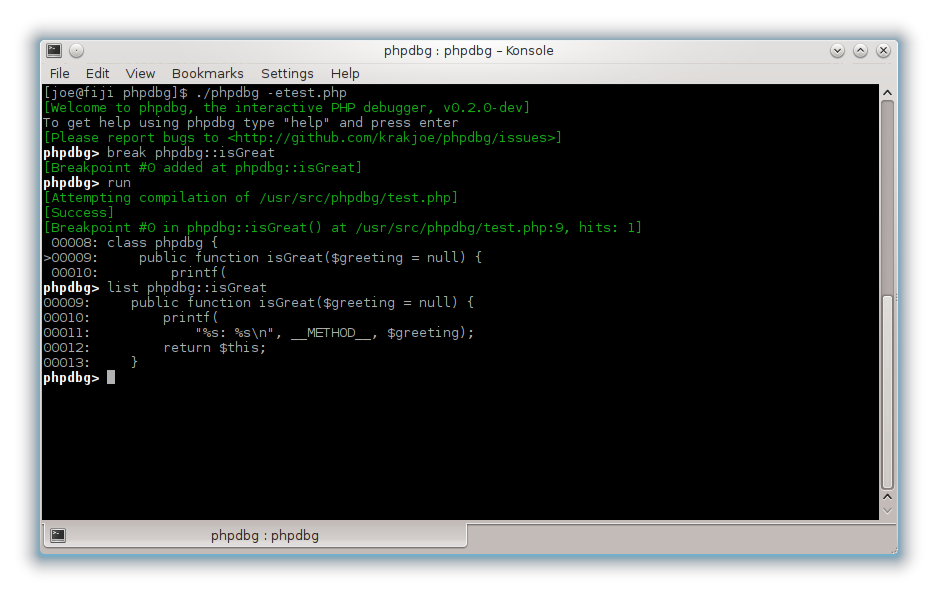 phpdbg : phpdbg – Konsole
File Edit View Bookmarks Settings Help
[joe@fiji phpdbg]$ ./phpdbg -etest.php
[Welcome to phpdbg, the interactive PHP debugger, v0.2.0-dev]
To get help using phpdbg type "help" and press enter
[Please report bugs to <http://github.com/krakjoe/phpdbg/issues>]
phpdbg> break phpdbg::isGreat
[Breakpoint #0 added at phpdbg::isGreat]
phpdbg> run
[Attempting compilation of /usr/src/phpdbg/test.php]
[Success]
[Breakpoint #0 in phpdbg::isGreat() at /usr/src/phpdbg/test.php:9, hits: 1]
 00008: class phpdbg {
>00009:     public function isGreat($greeting = null) {
 00010:         printf(
phpdbg> list phpdbg::isGreat
00009:     public function isGreat($greeting = null) {
00010:         printf(
00011:             "%s: %s\n", __METHOD__, $greeting);
00012:         return $this;
00013:     }
phpdbg>
phpdbg : phpdbg